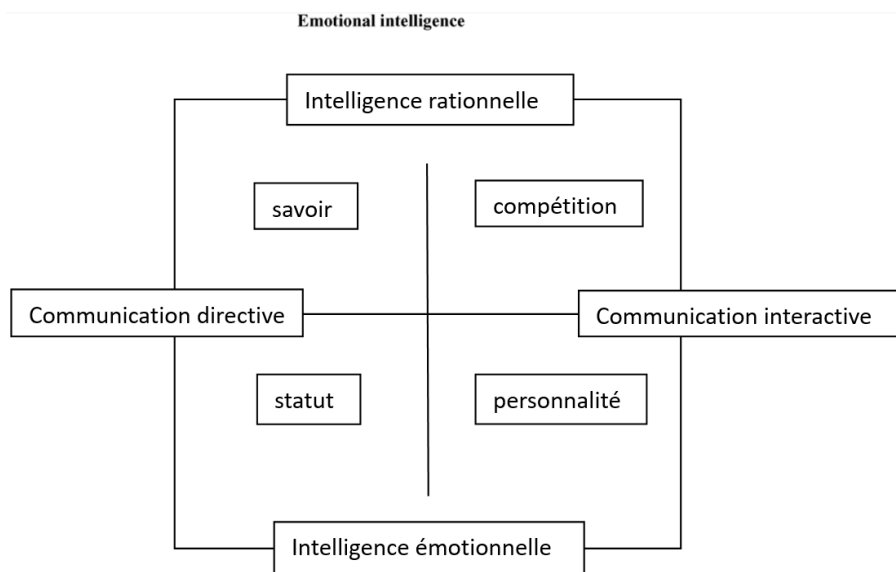 Emotional intelligence
Intelligence rationnelle
savoir
compétition
Communication directive
Communication interactive
statut
personnalité
Intelligence émotionnelle